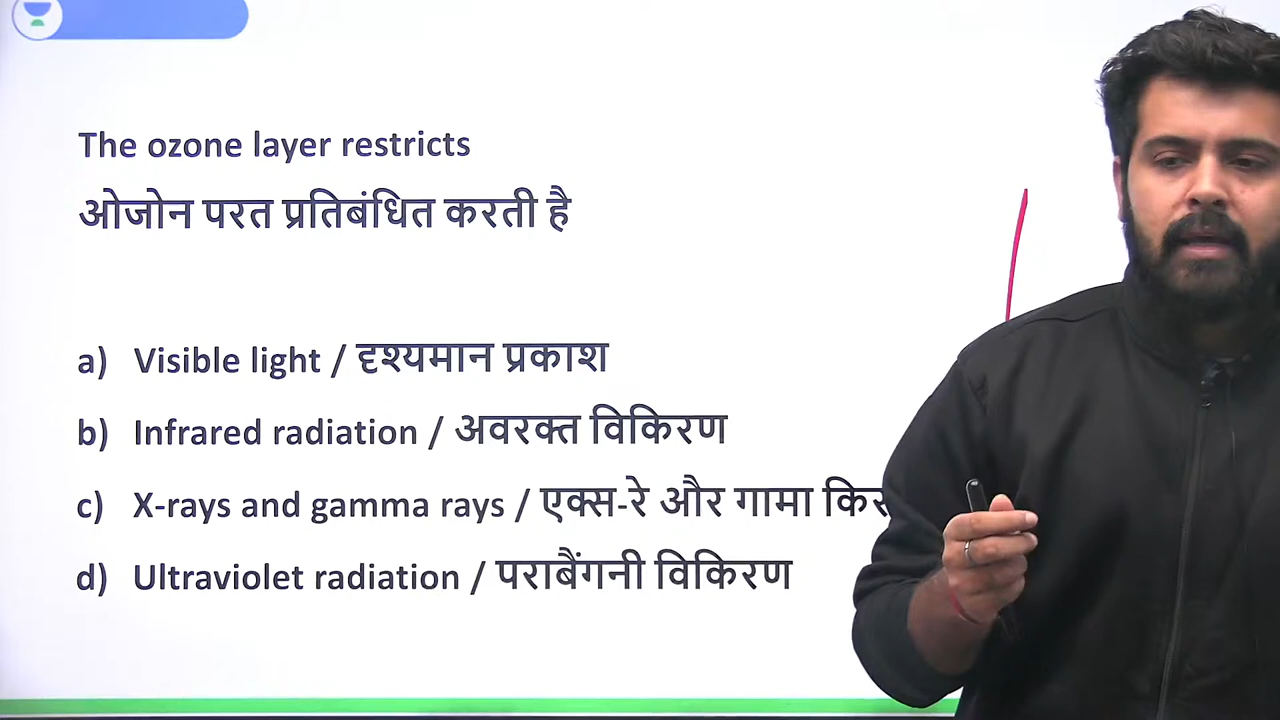 The ozone layer restricts
ओजोन परत प्रतिबंधित करती है
a) Visible light / दृश्यमान प्रकाश
b) Infrared radiation / अवरक्त विकिरण
c) X-rays and gamma rays / एक्स-रे और गामा
d) Ultraviolet radiation / पराबैंगनी विकिरण